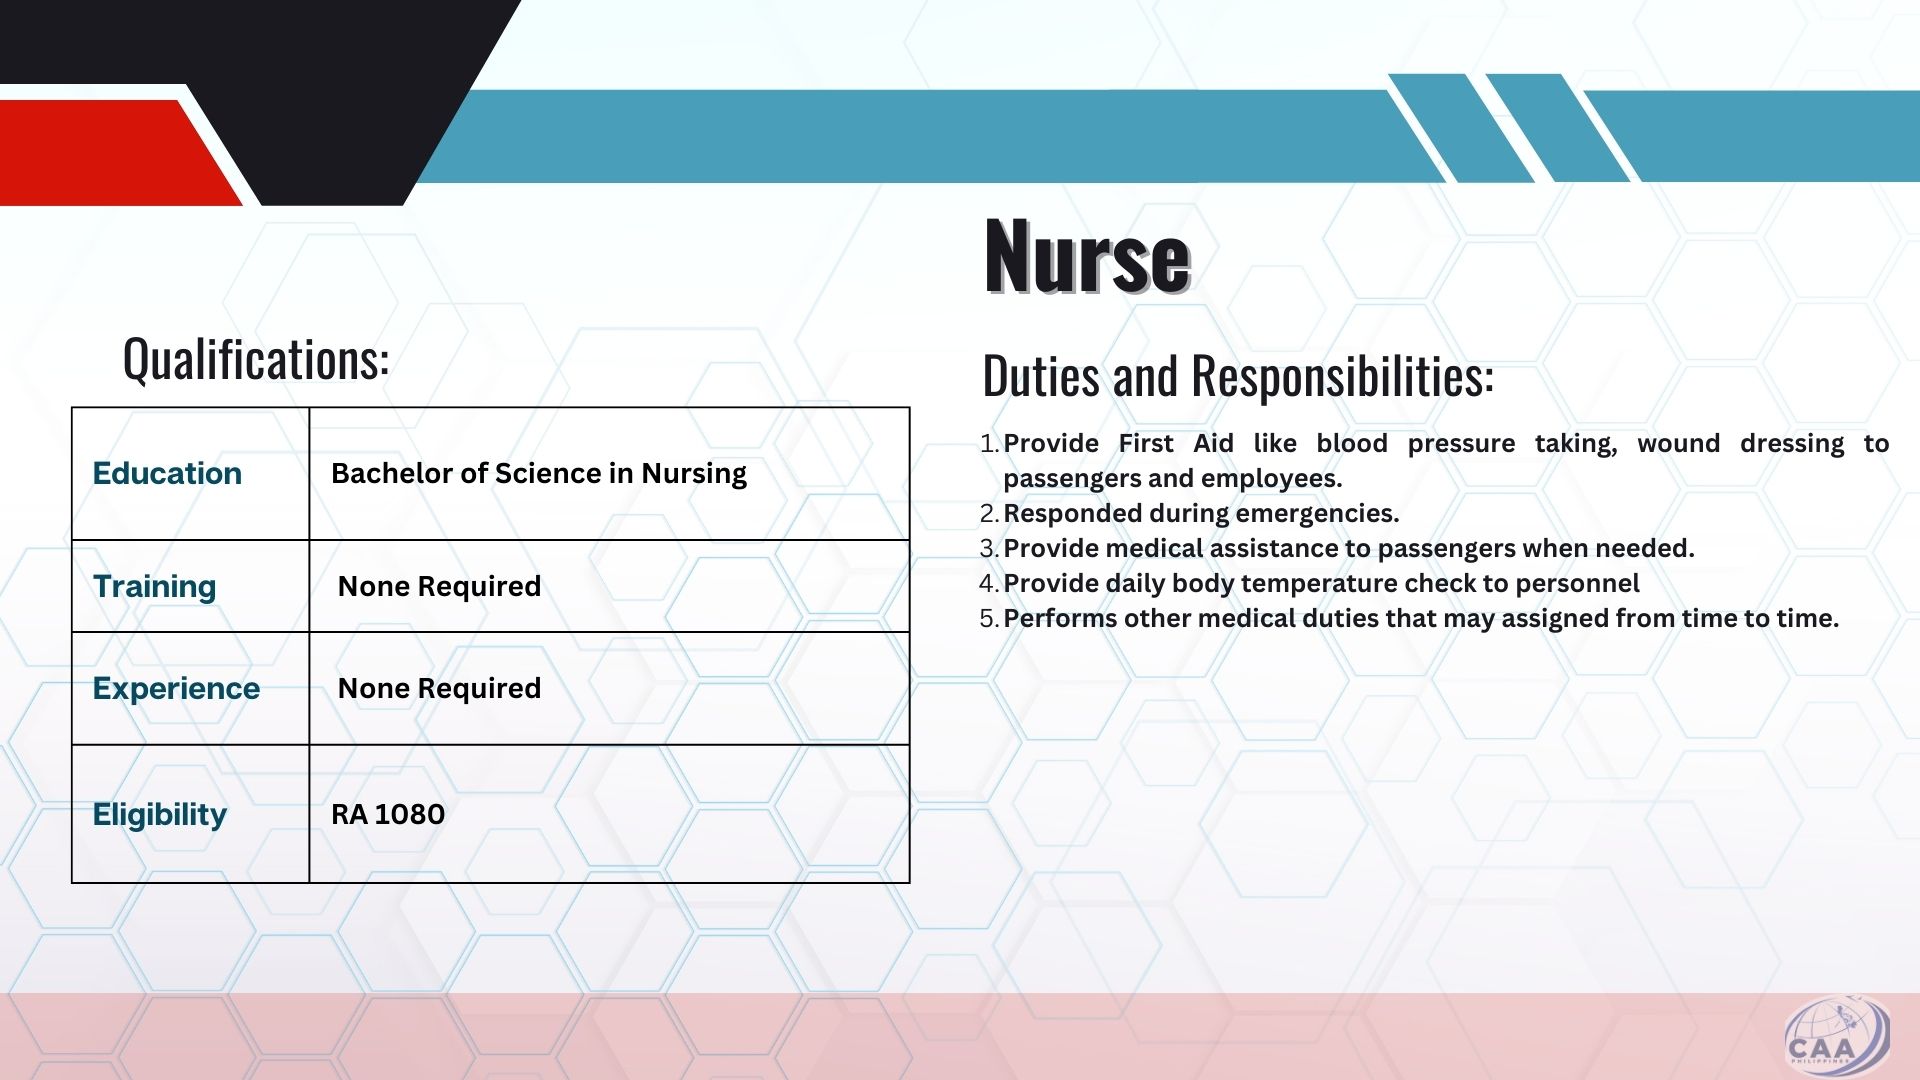 Nurse
Qualifications:
Education
Bachelor of Science in Nursing
Training
None Required
Experience
None Required
Eligibility
RA 1080
Duties and Responsibilities:
1. Provide First Aid like blood pressure taking, wound dressing to
passengers and employees.
2. Responded during emergencies.
3. Provide medical assistance to passengers when needed.
4. Provide daily body temperature check to personnel
5. Performs other medical duties that may assigned from time to time.
CAA
PHILIPPINES